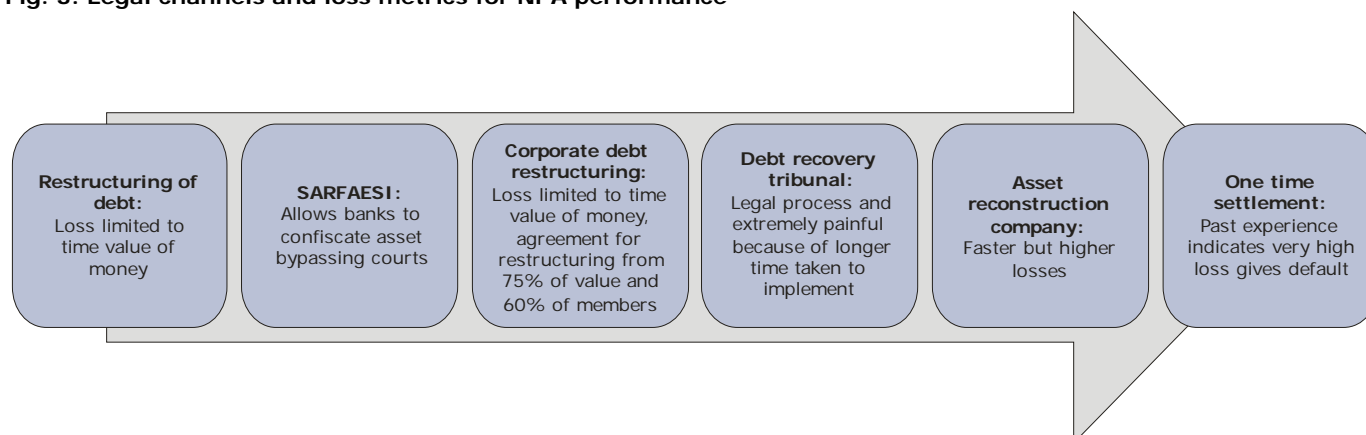 Fig. 3: Legal channels and loss metrics for NPA performance
Restructuring of
debt:
Loss limited to
time value of
money
SARFAESI:
Allows banks to
confiscate asset
bypassing courts
Corporate debt
restructuring:
Loss limited to time
value of money,
agreement for
restructuring from
75% of value and
60% of members
Debt recovery
tribunal:
Legal process and
extremely painful
because of longer
time taken to
implement
Asset
reconstruction
company:
Faster but higher
losses
One time
settlement:
Past experience
indicates very high
loss gives default